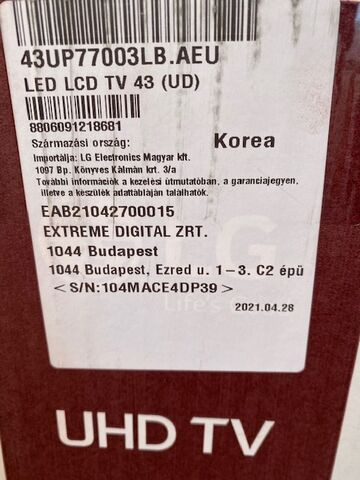 43UP77003LB.AEU
LED LCD TV 43 (UD)
8806091218681
Származási ország: Korea
Importálja: LG Electronics Magyar kft.
1097 Bp. Könyves Kálmán krt. 3/a
További információk a kezelési útmutatóban, a garanciajegyen,
illetve a készülék adattábláján találhatók.
EAB21042700015
EXTREME DIGITAL ZRT.
1044 Budapest
1044 Budapest, Ezred u. 1-3. C2 épü
<S/N:104MACE4DP39>
LG
Life's
2021.04.28
UHD TV